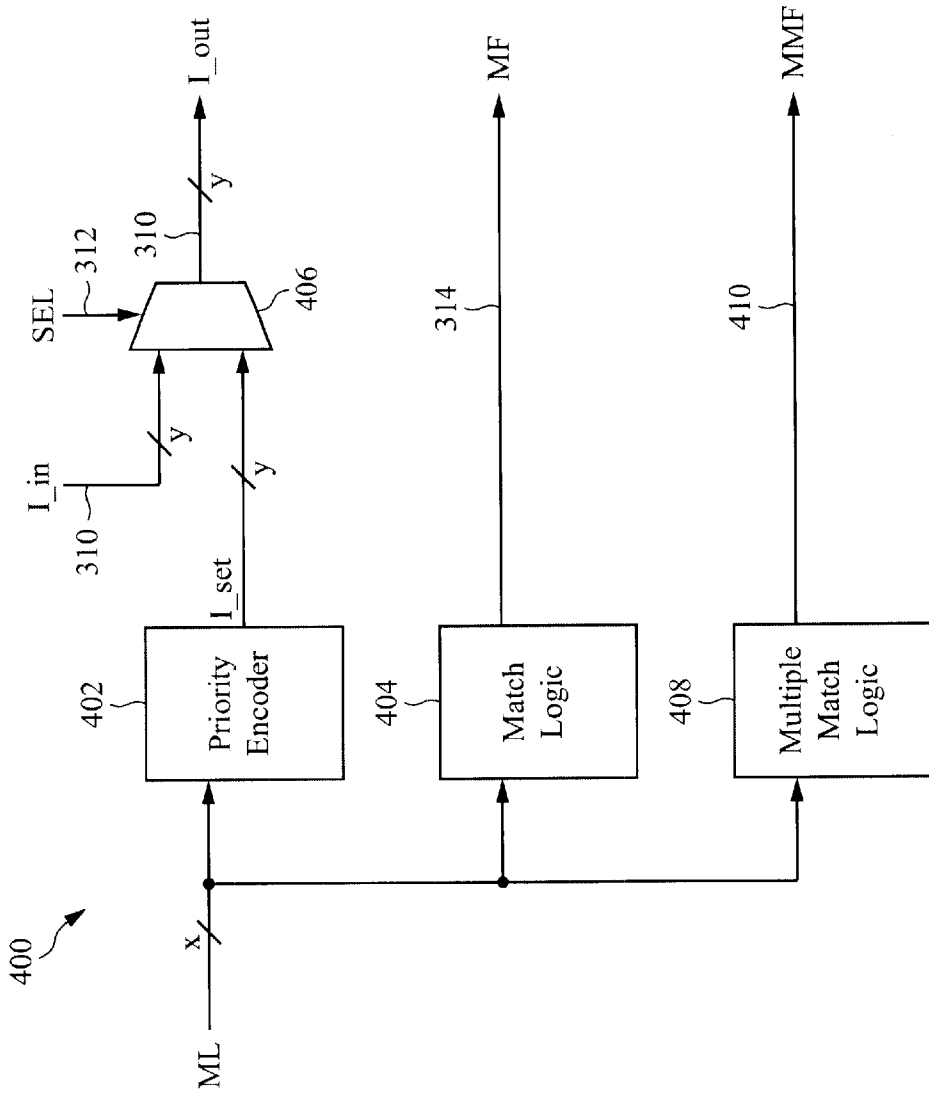 400
ML
x
402
Priority
Encoder
I_set
y
I_in
310
y
SEL
312
406
310
y
I_out
404
Match
Logic
314
MF
408
Multiple
Match
Logic
410
MMF